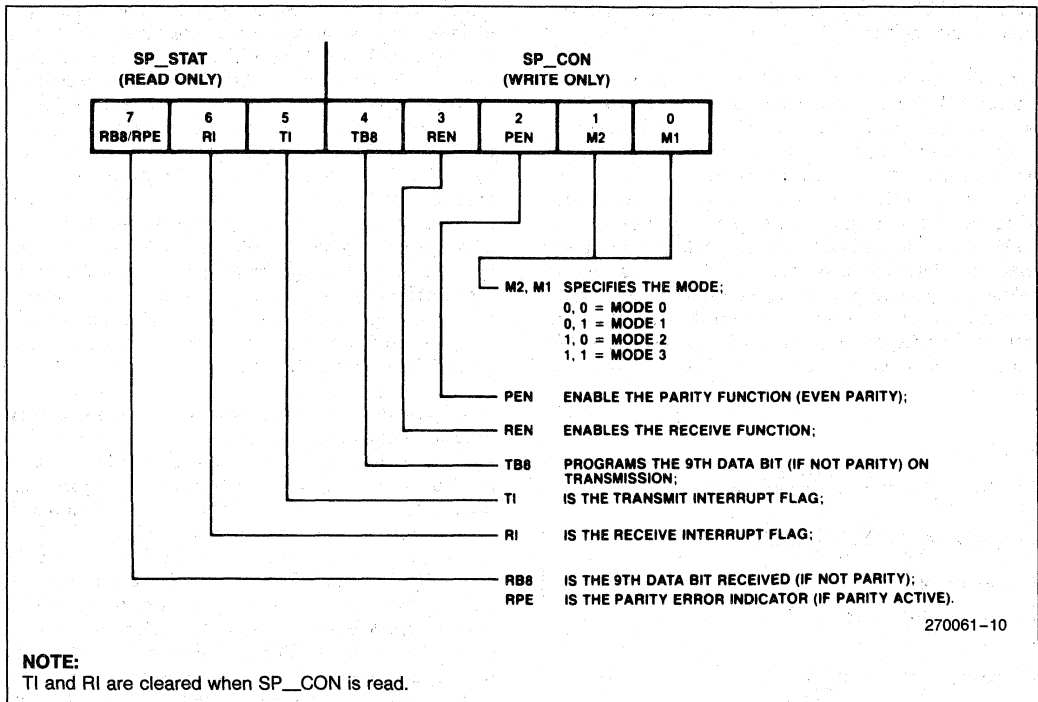 SP__STAT
(READ ONLY)
SP__CON
(WRITE ONLY)
7 6 5 4 3 2 1 0
RB8/RPE RI TI TB8 REN PEN M2 M1
M2, M1 SPECIFIES THE MODE;
0, 0 = MODE 0
0, 1 = MODE 1
1, 0 = MODE 2
1, 1 = MODE 3
PEN ENABLE THE PARITY FUNCTION (EVEN PARITY);
REN ENABLES THE RECEIVE FUNCTION;
TB8 PROGRAMS THE 9TH DATA BIT (IF NOT PARITY) ON
TRANSMISSION;
TI IS THE TRANSMIT INTERRUPT FLAG;
RI IS THE RECEIVE INTERRUPT FLAG;
RB8 IS THE 9TH DATA BIT RECEIVED (IF NOT PARITY);
RPE IS THE PARITY ERROR INDICATOR (IF PARITY ACTIVE).
270061-10
NOTE:
TI and RI are cleared when SP__CON is read.